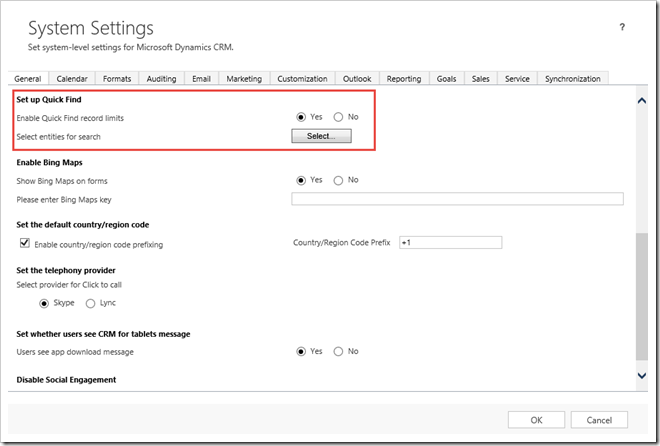 System Settings
?
Set system-level settings for Microsoft Dynamics CRM.
General Calendar Formats Auditing Email Marketing Customization Outlook Reporting Goals Sales Service Synchronization
Set up Quick Find
Enable Quick Find record limits Yes No
Select entities for search Select...
Enable Bing Maps
Show Bing Maps on forms Yes No
Please enter Bing Maps key
Set the default country/region code
Enable country/region code prefixing Country/Region Code Prefix +1
Set the telephony provider
Select provider for Click to call
Skype Lync
Set whether users see CRM for tablets message
Users see app download message Yes No
Disable Social Engagement
OK Cancel